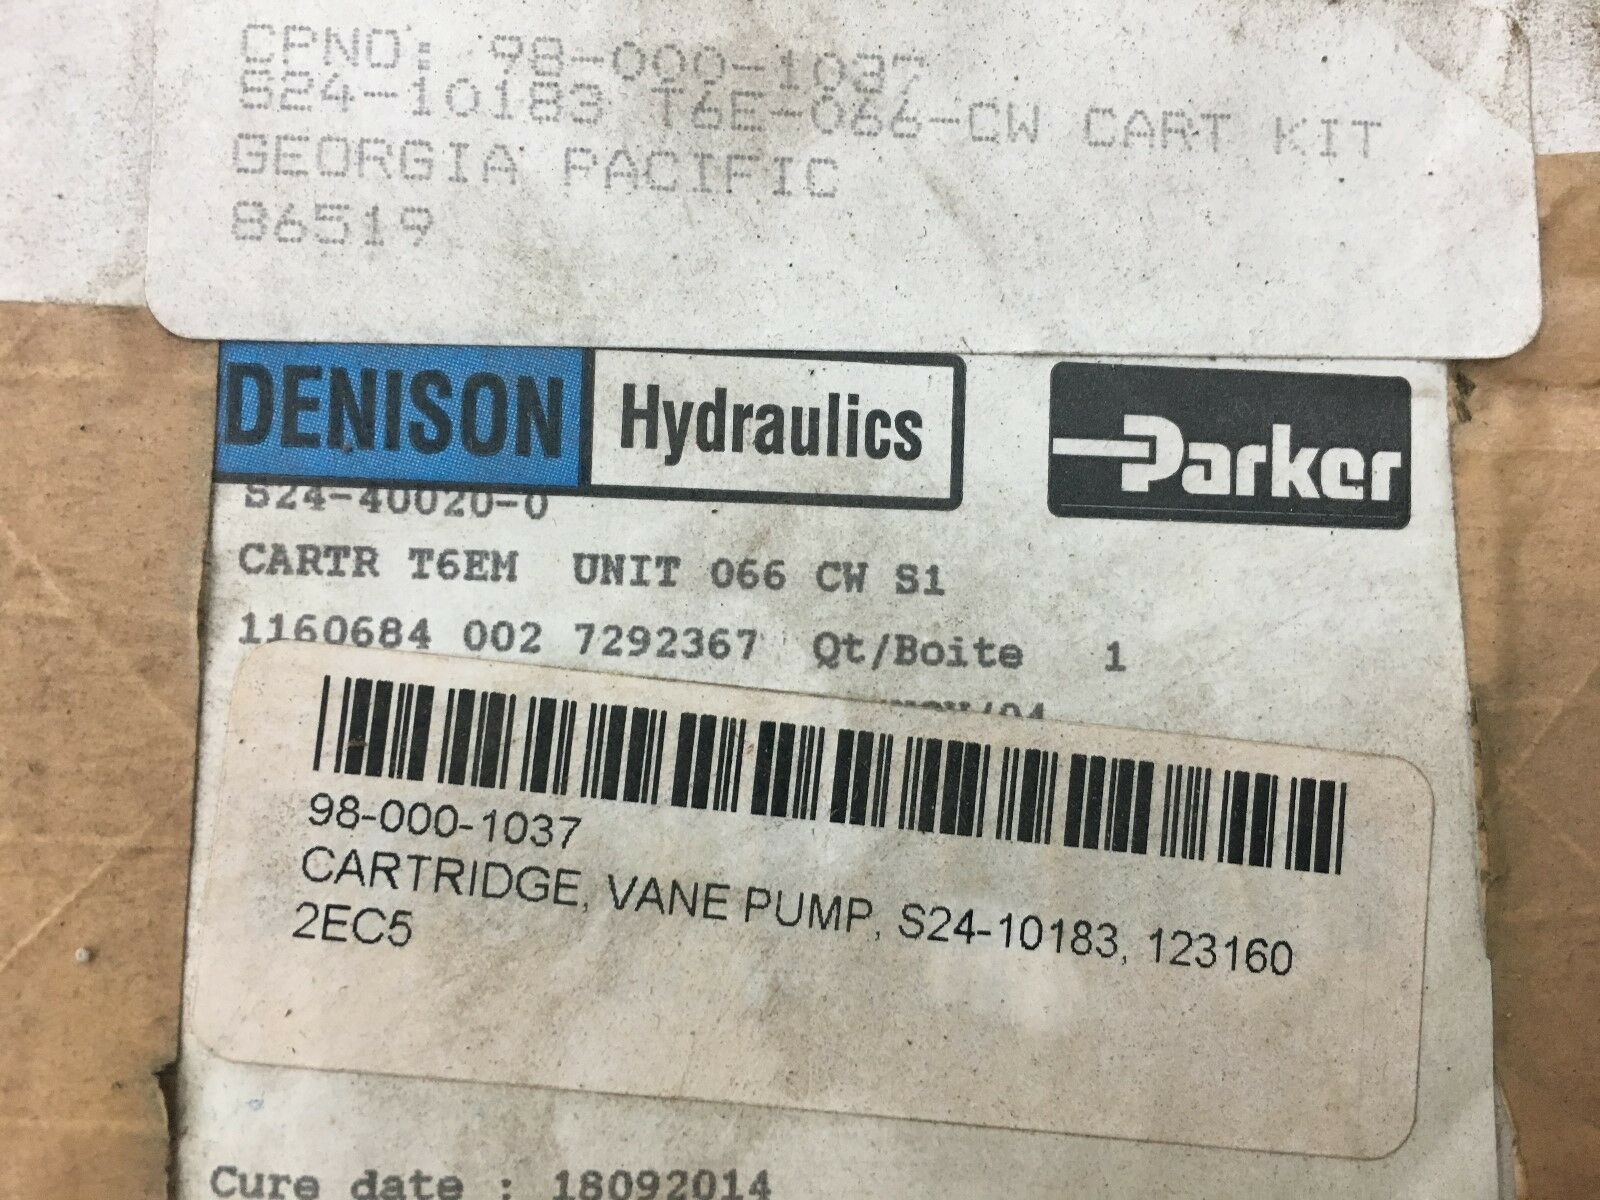 CPNO: 98-000-1037
S24-10183 T6E-066-CW CART KIT
GEORGIA PACIFIC
86519
DENISON Hydraulics
Parker
S24-40020-0
CARTR T6EM UNIT 066 CW S1
1160684 002 7292367 Qt/Boite 1
98-000-1037
CARTRIDGE, VANE PUMP, S24-10183, 123160
2EC5
Cure date : 18092014